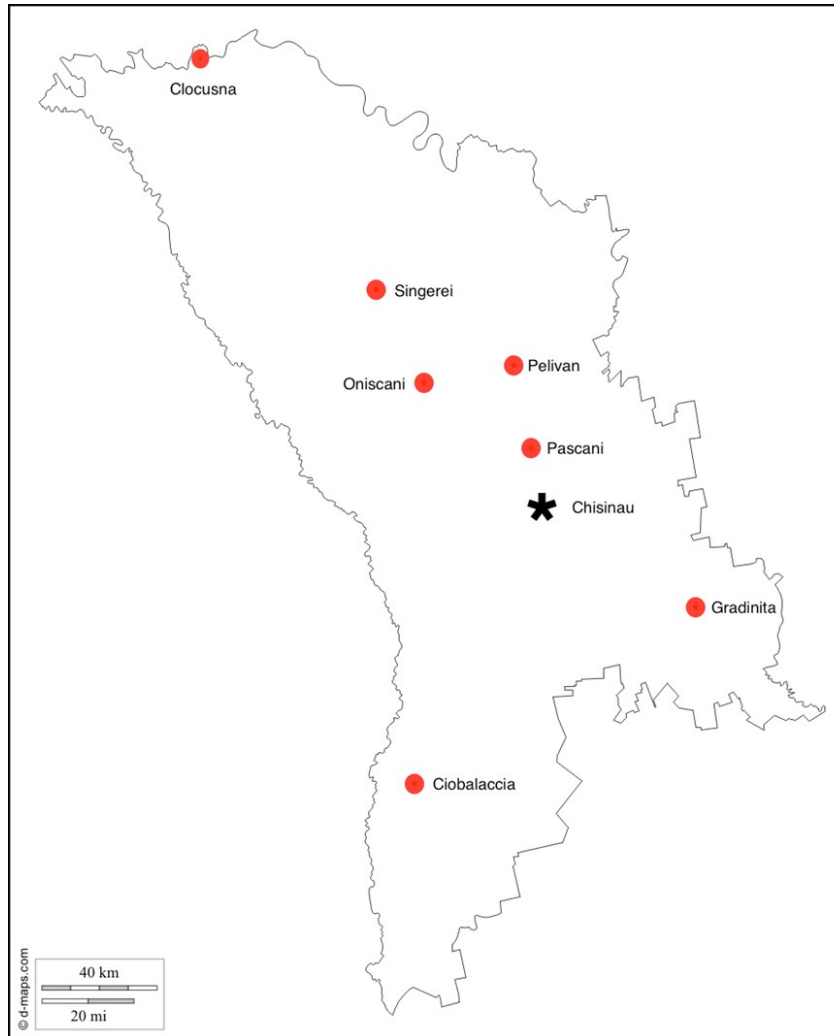 Clocusna
Singerei
Pelivan
Oniscani
Pascani
Chisinau
Gradinita
Ciobalaccia
© d-maps.com
40 km
20 mi